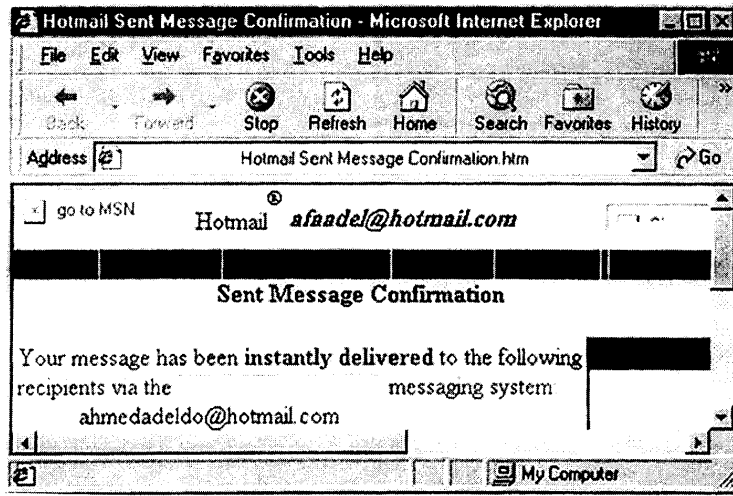 Hotmail Sent Message Confirmation - Microsoft Internet Explorer
File Edit View Favorites Tools Help
Back Forward Stop Refresh Home Search Favorites History »
Address Hotmail Sent Message Confirmation.htm Go
go to MSN Hotmail® afaadel@hotmail.com
Sent Message Confirmation
Your message has been instantly delivered to the following
recipients via the messaging system
ahmedadeldo@hotmail.com
My Computer